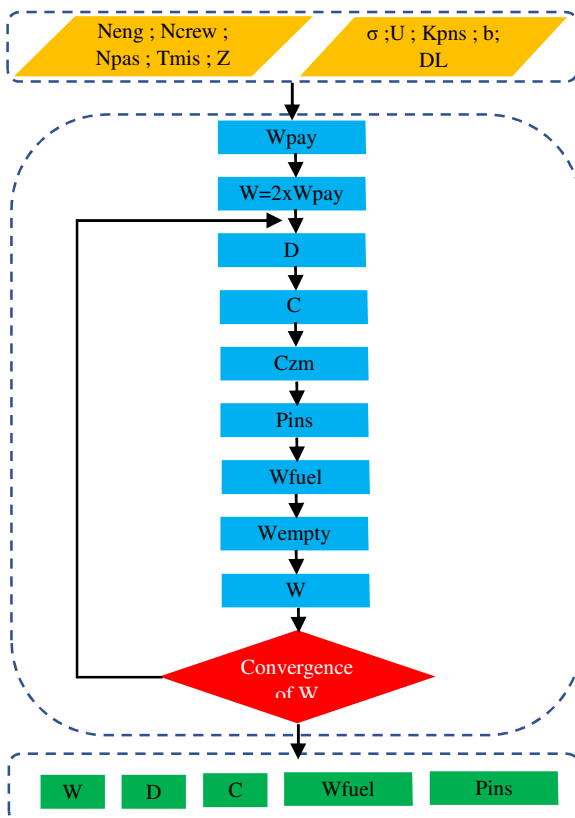 Neng ; Ncrew ;
Npas ; Tmis ; Z
σ ;U ; Kpns ; b;
DL
Wpay
W=2xWpay
D
C
Czm
Pins
Wfuel
Wempty
W
Convergence
of W
W
D
C
Wfuel
Pins